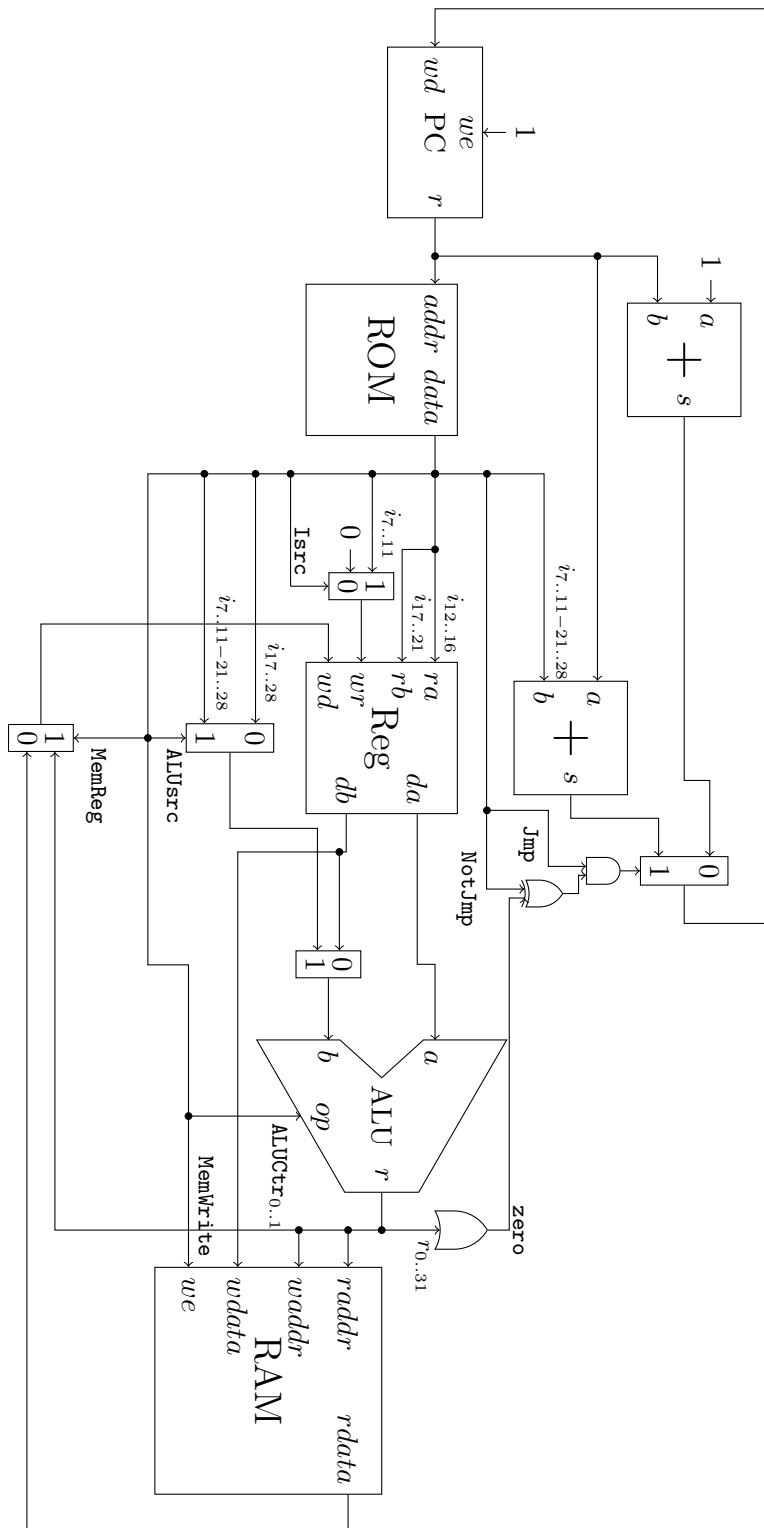 1
we
wd PC
r
1
a
b
+
s
addr data
ROM
i7..11
0
1
0
Isrc
i12..16
i17..21
ra
rb
wr
wd
Reg
da
db
i7..11−21..28
a
b
+
s
0
1
Jmp
NotJmp
i17..28
i7..11−21..28
0
1
ALUsrc
MemReg
1
0
0
1
a
b
ALU
op
r
ALUCtr0..1
MemWrite
zero
r0..31
raddr
waddr
wdata
we
RAM
rdata